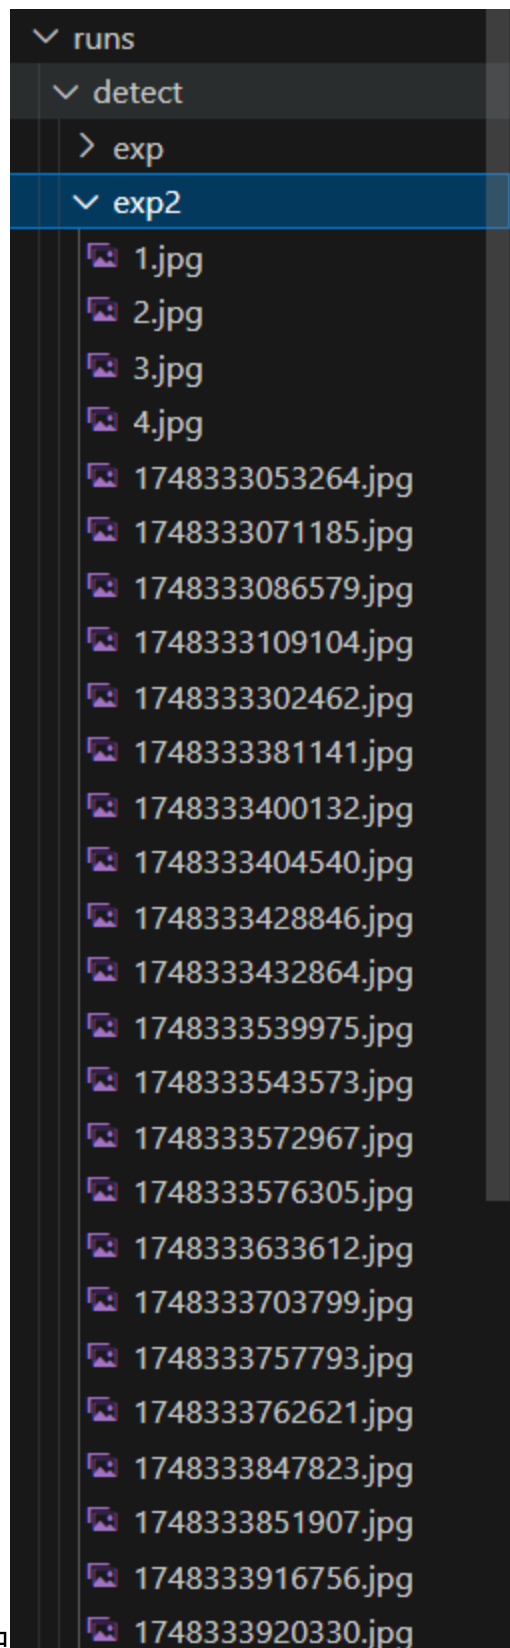 runs
detect
exp
exp2
1.jpg
2.jpg
3.jpg
4.jpg
1748333053264.jpg
1748333071185.jpg
1748333086579.jpg
1748333109104.jpg
1748333302462.jpg
1748333381141.jpg
1748333400132.jpg
1748333404540.jpg
1748333428846.jpg
1748333432864.jpg
1748333539975.jpg
1748333543573.jpg
1748333572967.jpg
1748333576305.jpg
1748333633612.jpg
1748333703799.jpg
1748333757793.jpg
1748333762621.jpg
1748333847823.jpg
1748333851907.jpg
1748333916756.jpg
1748333920330.jpg